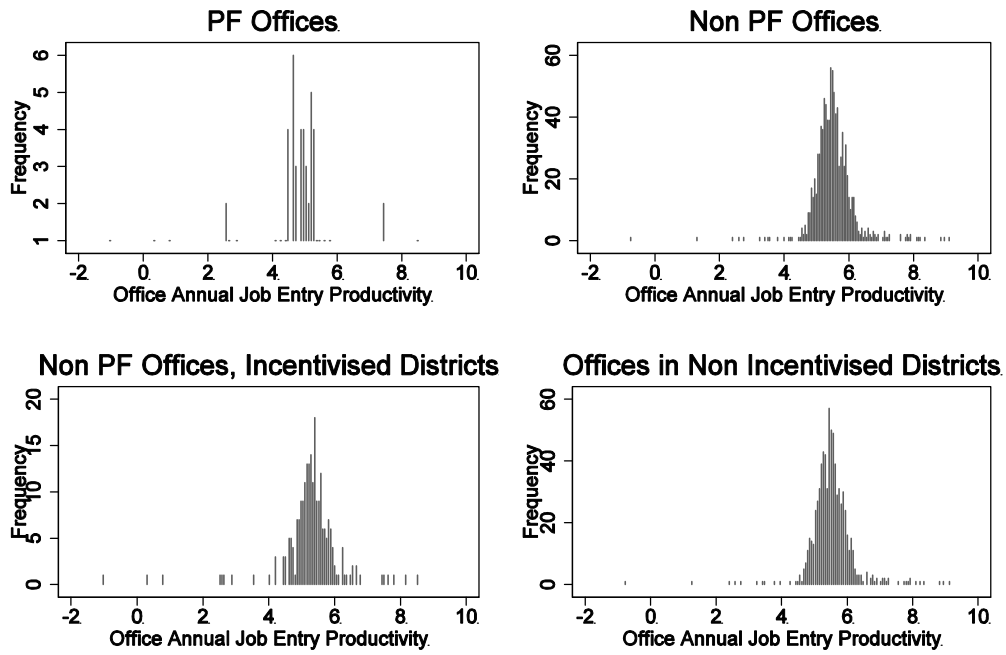 PF Offices.
Frequency
6
5
4
3
2
1
-2. 0. 2. 4. 6. 8. 10.
Office Annual Job Entry Productivity.
Non PF Offices.
Frequency
60
40
20
0
-2. 0. 2. 4. 6. 8. 10.
Office Annual Job Entry Productivity.
Non PF Offices, Incentivised Districts
Frequency
20
15
10
5
0
-2. 0. 2. 4. 6. 8. 10.
Office Annual Job Entry Productivity.
Offices in Non Incentivised Districts.
Frequency
60
40
20
0
-2. 0. 2. 4. 6. 8. 10.
Office Annual Job Entry Productivity.